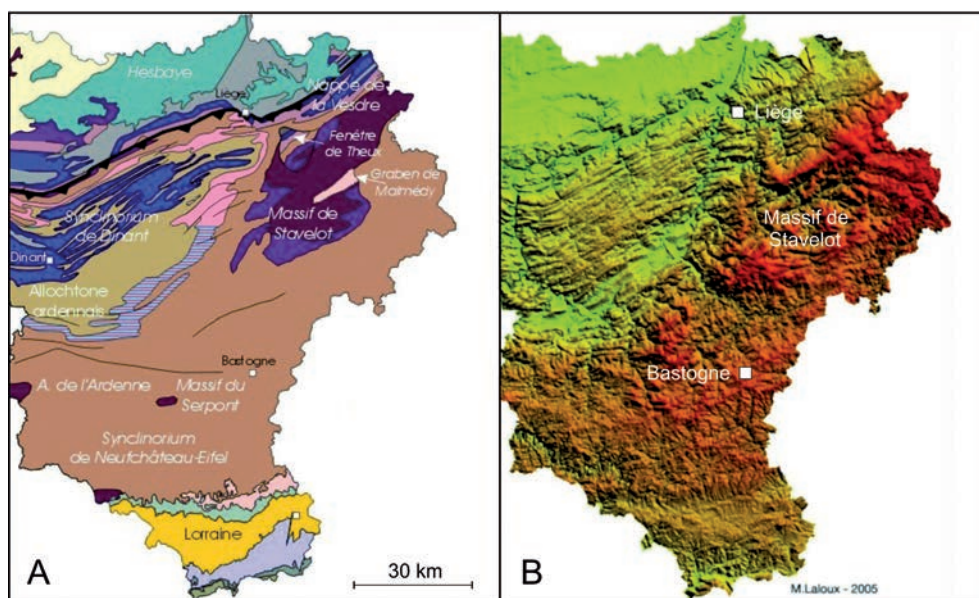 Hesbaye
Liège
Nappe de
la Vesdre
Fenêtre
de Theux
Graben de
Malmédy
Massif de
Stavelot
Synclinorium
de Dinant
Dinant
Allochtone
ardennais
Bastogne
A. de l'Ardenne
Massif du
Serpont
Synclinorium
de Neufchâteau-Eifel
Lorraine
A
30 km
Liège
Massif de
Stavelot
Bastogne
B
M.Laloux - 2005